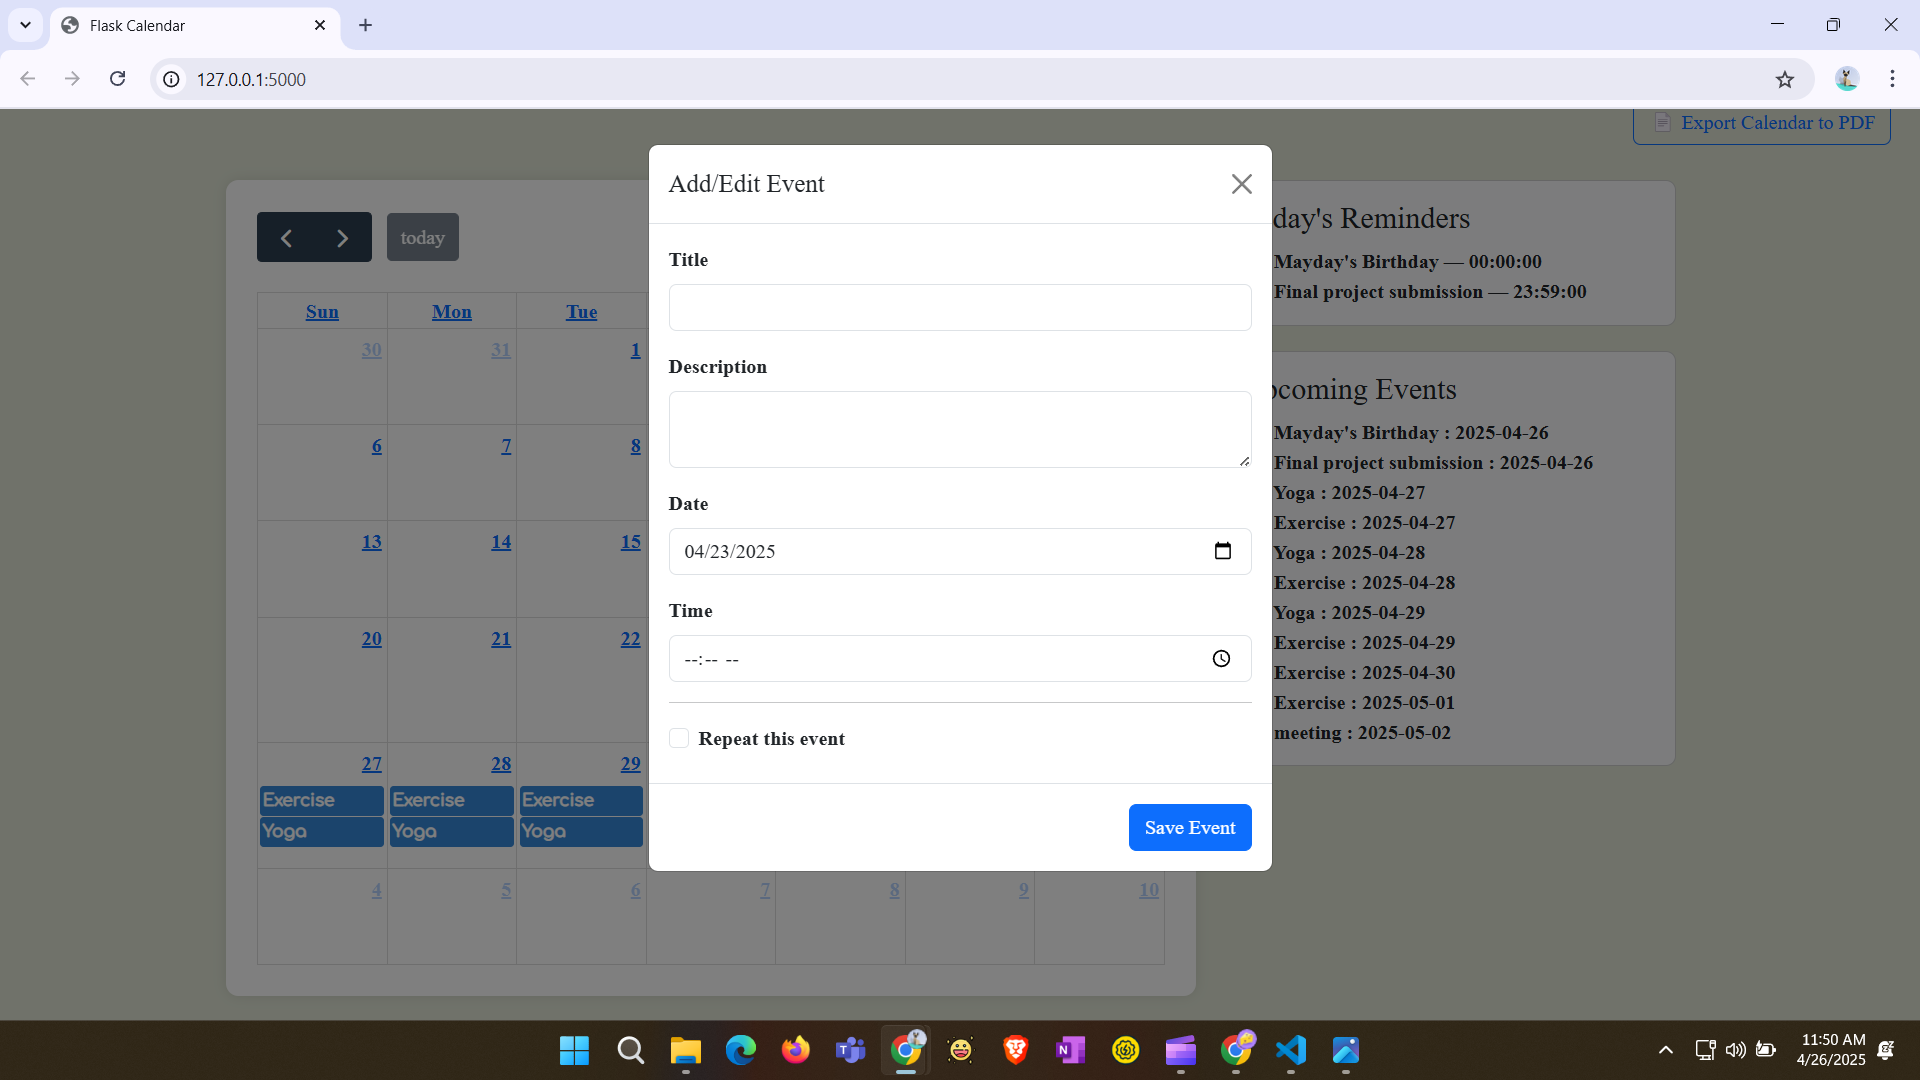 Flask Calendar
127.0.0.1:5000
Export Calendar to PDF
Add/Edit Event
today
day's Reminders
Mayday's Birthday — 00:00:00
Final project submission — 23:59:00
Title
Sun Mon Tue
30 31 1
Description
pcoming Events
Mayday's Birthday : 2025-04-26
6 7 8
Final project submission : 2025-04-26
Yoga : 2025-04-27
Date
Exercise : 2025-04-27
13 14 15
04/23/2025
Yoga : 2025-04-28
Exercise : 2025-04-28
Time
Yoga : 2025-04-29
20 21 22
Exercise : 2025-04-29
--:-- --
Exercise : 2025-04-30
Exercise : 2025-05-01
Repeat this event
meeting : 2025-05-02
27 28 29
Exercise Exercise Exercise
Yoga Yoga Yoga
Save Event
4 5 6 7 8 9 10
11:50 AM
4/26/2025